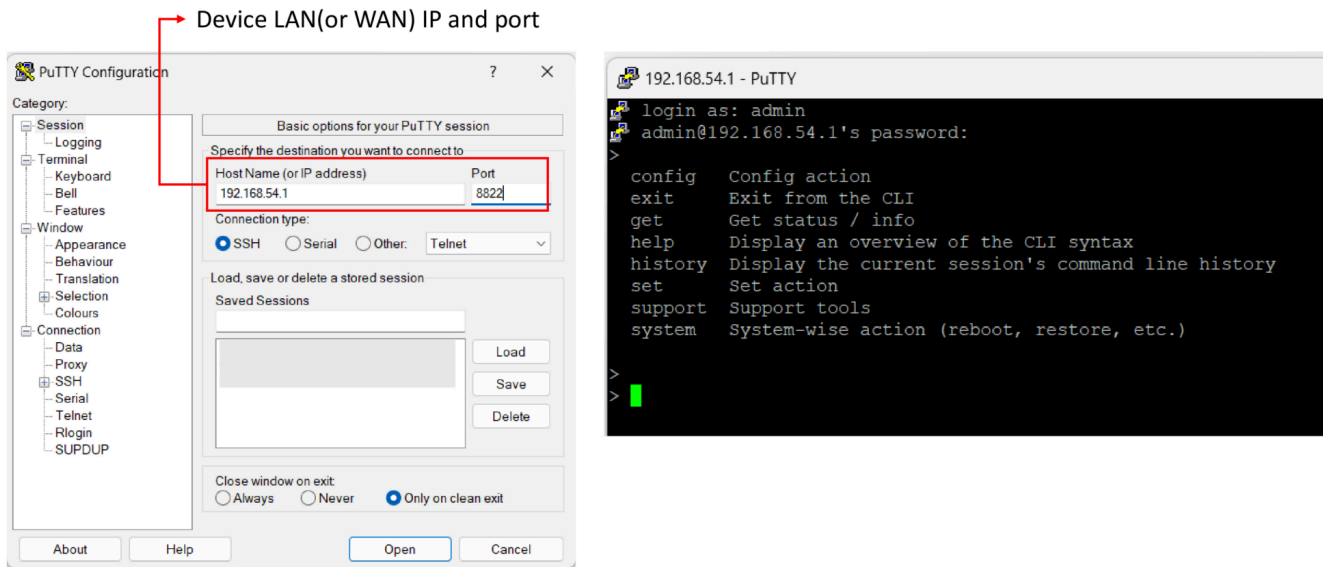 Device LAN(or WAN) IP and port
PuTTY Configuration
?
X
Category:
Session
Logging
Terminal
Keyboard
Bell
Features
Window
Appearance
Behaviour
Translation
Selection
Colours
Connection
Data
Proxy
SSH
Serial
Telnet
Rlogin
SUPDUP
Basic options for your PuTTY session
Specify the destination you want to connect to
Host Name (or IP address) Port
192.168.54.1 8822
Connection type:
SSH Serial Other: Telnet
Load, save or delete a stored session
Saved Sessions
Load
Save
Delete
Close window on exit:
Always Never Only on clean exit
About Help Open Cancel
192.168.54.1 - PuTTY
login as: admin
admin@192.168.54.1's password:
>
config Config action
exit Exit from the CLI
get Get status / info
help Display an overview of the CLI syntax
history Display the current session's command line history
set Set action
support Support tools
system System-wise action (reboot, restore, etc.)
>
>